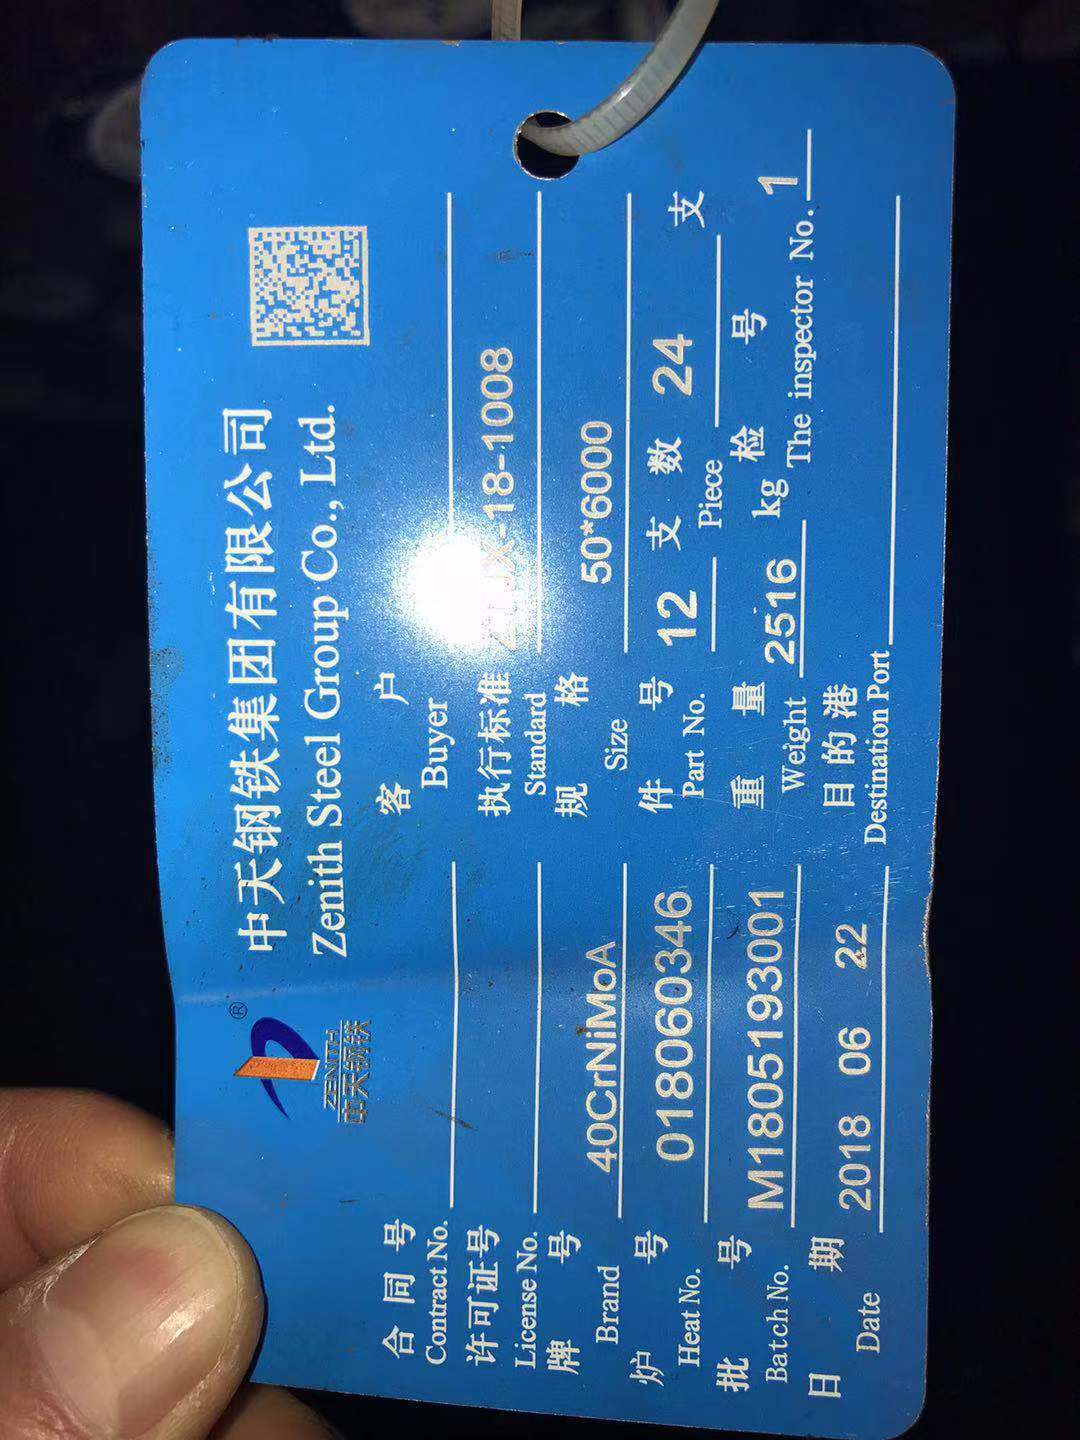 中天钢铁集团有限公司
Zenith Steel Group Co., Ltd.
®
ZENITH
中天钢铁
合同号
Contract No.
客户
Buyer
许可证号
License No.
执行标准 -18-1008
Standard
牌号 40CrNiMoA
Brand
规格 50*6000
Size
炉号 018060346
Heat No.
件号 12 支数 24 支
Part No. Piece
批号 M1805193001
Batch No.
重量 2516 kg 检号 1
Weight The inspector No.
日期 2018 06 22
Date
目的港
Destination Port